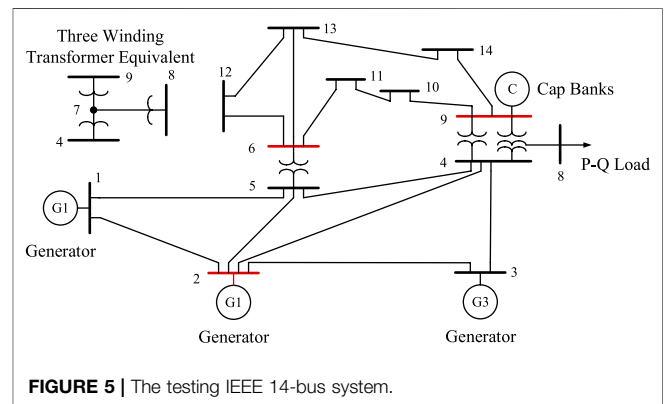 Three Winding
Transformer Equivalent
9
8
7
4
12
13
14
11
10
C
Cap Banks
9
6
4
8
P-Q Load
5
1
G1
Generator
2
G1
Generator
3
G3
Generator
FIGURE 5 | The testing IEEE 14-bus system.